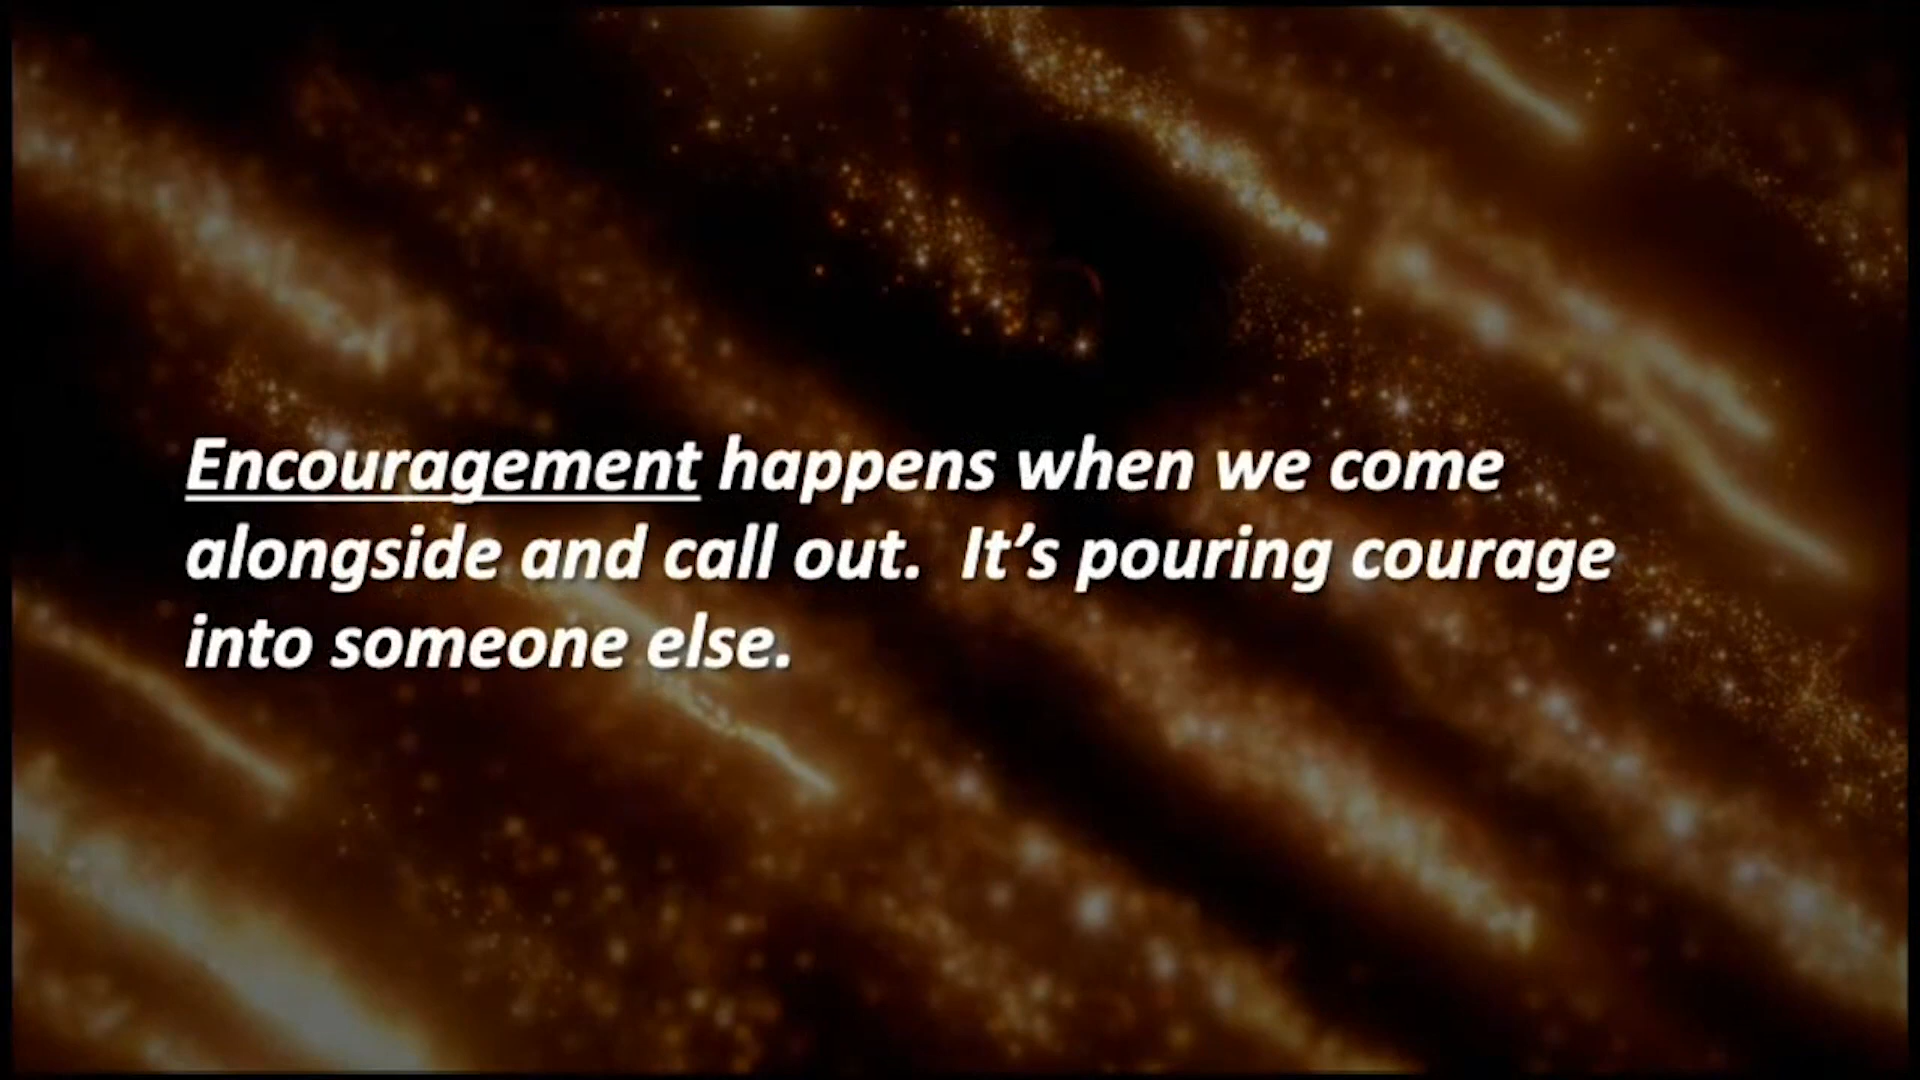 Encouragement happens when we come
alongside and call out.  It’s pouring courage
into someone else.